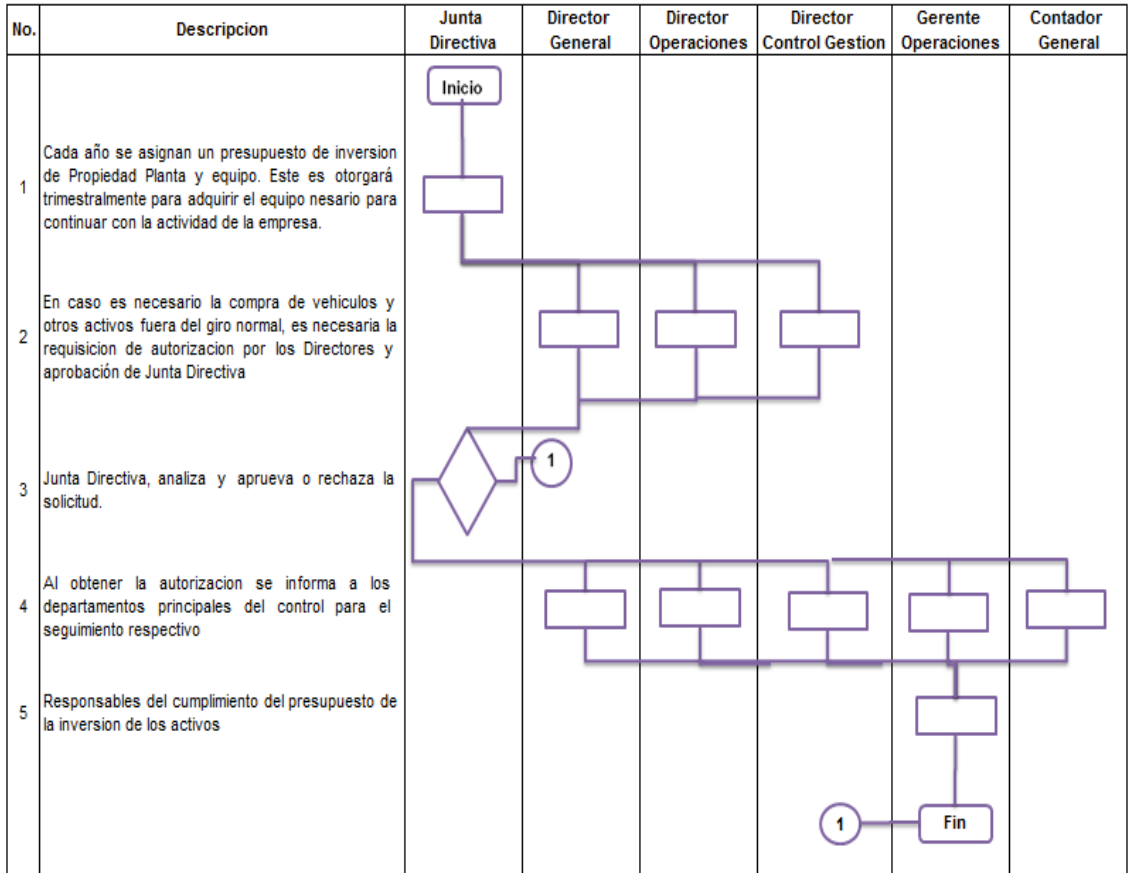 No.
Descripcion
Junta
Directiva
Director
General
Director
Operaciones
Director
Control Gestion
Gerente
Operaciones
Contador
General
Inicio
1
Cada año se asignan un presupuesto de inversion
de Propiedad Planta y equipo. Este es otorgará
trimestralmente para adquirir el equipo nesario para
continuar con la actividad de la empresa.
2
En caso es necesario la compra de vehiculos y
otros activos fuera del giro normal, es necesaria la
requisicion de autorizacion por los Directores y
aprobación de Junta Directiva
3
Junta Directiva, analiza y aprueva o rechaza la
solicitud.
1
4
Al obtener la autorizacion se informa a los
departamentos principales del control para el
seguimiento respectivo
5
Responsables del cumplimiento del presupuesto de
la inversion de los activos
1
Fin